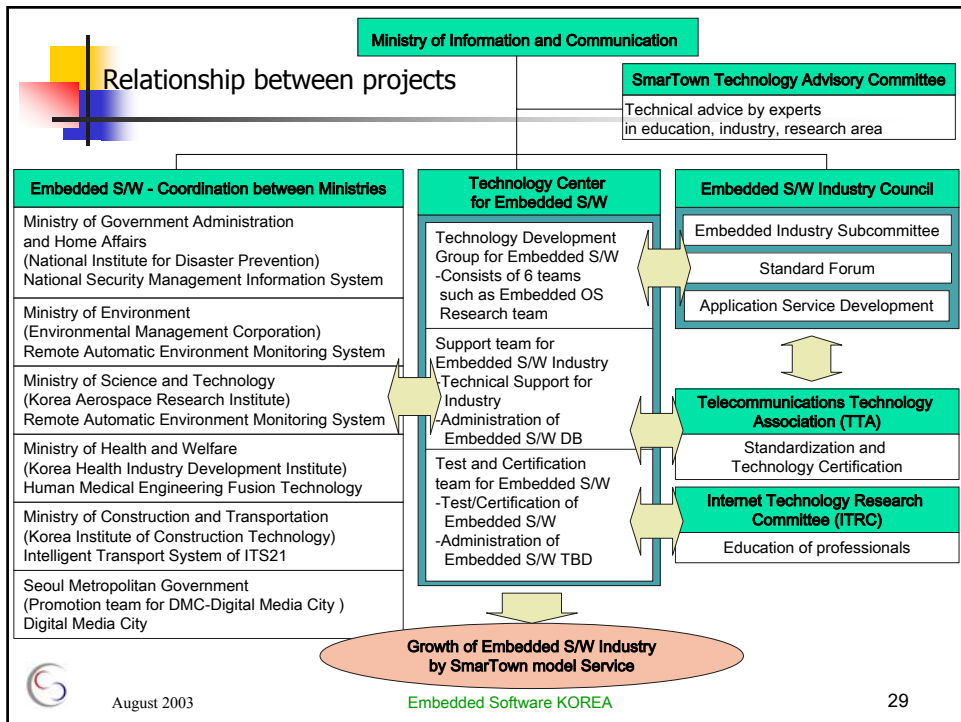 Ministry of Information and Communication
Relationship between projects
SmarTown Technology Advisory Committee
Technical advice by experts
in education, industry, research area
Embedded S/W - Coordination between Ministries
Ministry of Government Administration
and Home Affairs
(National Institute for Disaster Prevention)
National Security Management Information System
Ministry of Environment
(Environmental Management Corporation)
Remote Automatic Environment Monitoring System
Ministry of Science and Technology
(Korea Aerospace Research Institute)
Remote Automatic Environment Monitoring System
Ministry of Health and Welfare
(Korea Health Industry Development Institute)
Human Medical Engineering Fusion Technology
Ministry of Construction and Transportation
(Korea Institute of Construction Technology)
Intelligent Transport System of ITS21
Seoul Metropolitan Government
(Promotion team for DMC-Digital Media City )
Digital Media City
Technology Center
for Embedded S/W
Technology Development
Group for Embedded S/W
-Consists of 6 teams
such as Embedded OS
Research team
Support team for
Embedded S/W Industry
-Technical Support for
Industry
-Administration of
Embedded S/W DB
Test and Certification
team for Embedded S/W
-Test/Certification of
Embedded S/W
-Administration of
Embedded S/W TBD
Embedded S/W Industry Council
Embedded Industry Subcommittee
Standard Forum
Application Service Development
Telecommunications Technology
Association (TTA)
Standardization and
Technology Certification
Internet Technology Research
Committee (ITRC)
Education of professionals
Growth of Embedded S/W Industry
by SmarTown model Service
August 2003
Embedded Software KOREA
29